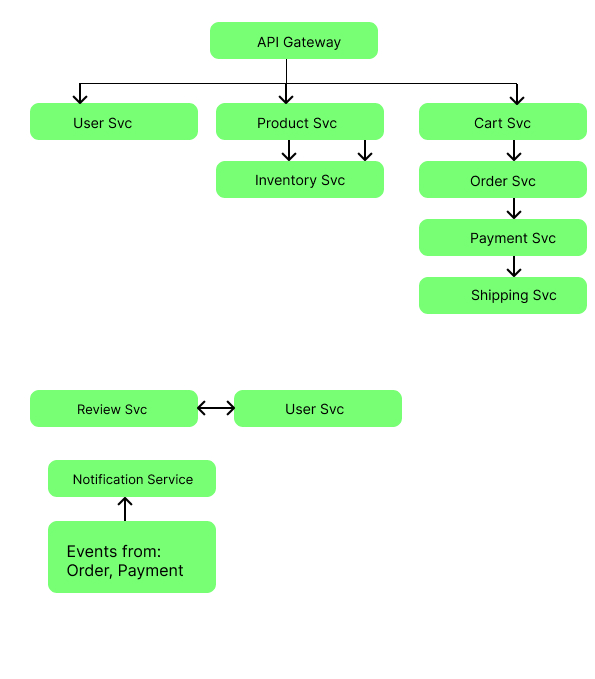 API Gateway
User Svc
Product Svc
Cart Svc
Inventory Svc
Order Svc
Payment Svc
Shipping Svc
Review Svc
User Svc
Notification Service
Events from:
Order, Payment